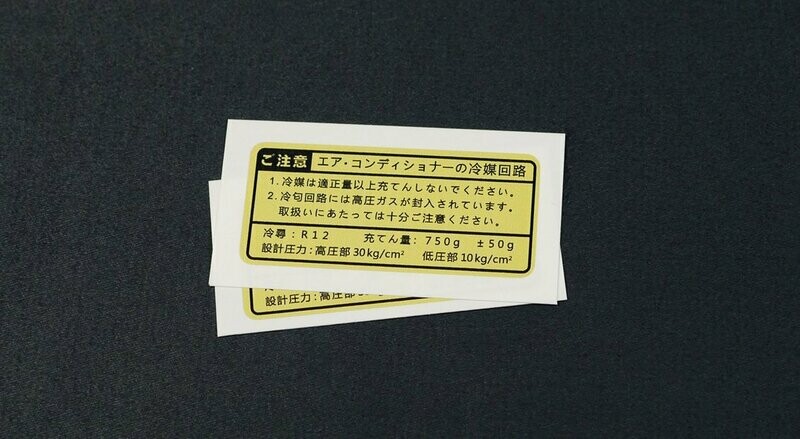 ご注意 エア・コンディショナーの冷媒回路
1. 冷媒は適正量以上充てんしないでください。
2. 冷句回路には高圧ガスが封入されています。
取扱いにあたっては十分ご注意ください。
冷尋 : R12 充てん量 : 750g ±50g
設計圧力 : 高圧部 30kg/cm² 低圧部 10kg/cm²
設計圧力 : 高圧部